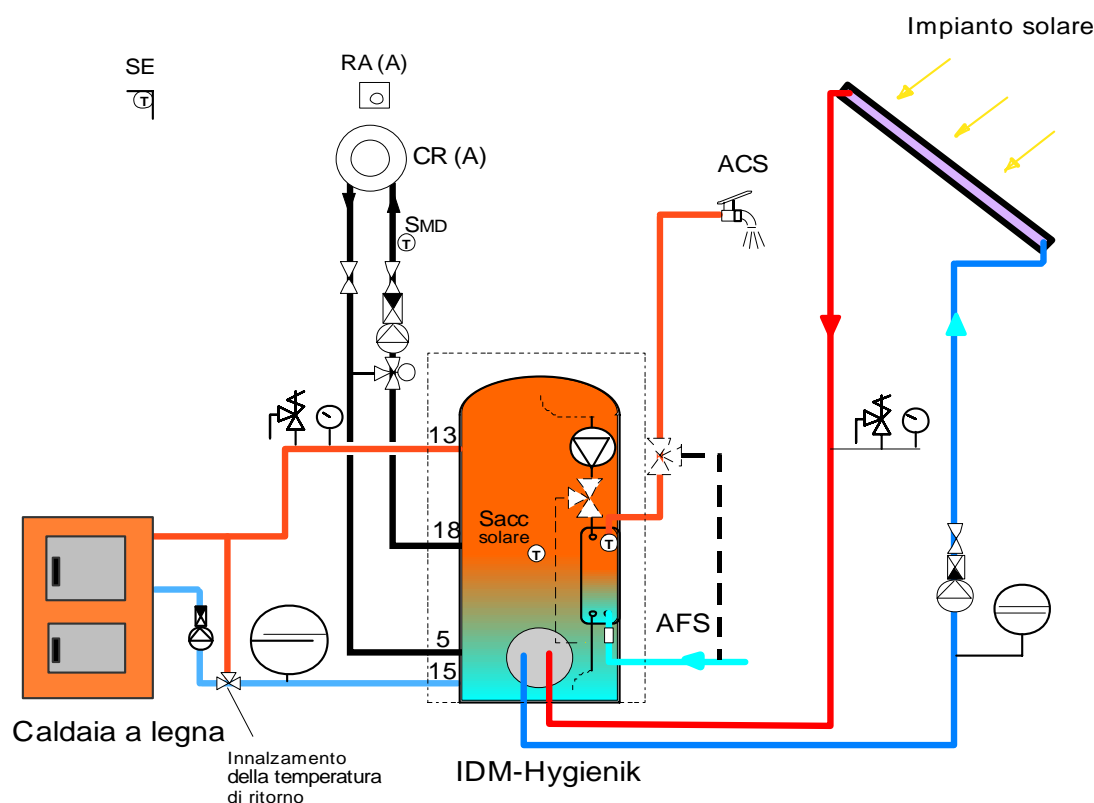 Impianto solare
SE
T
RA (A)
CR (A)
SMD
T
ACS
13
18
Sacc
solare
T
T
5
15
AFS
Caldaia a legna
IDM-Hygienik
Innalzamento
della temperatura
di ritorno